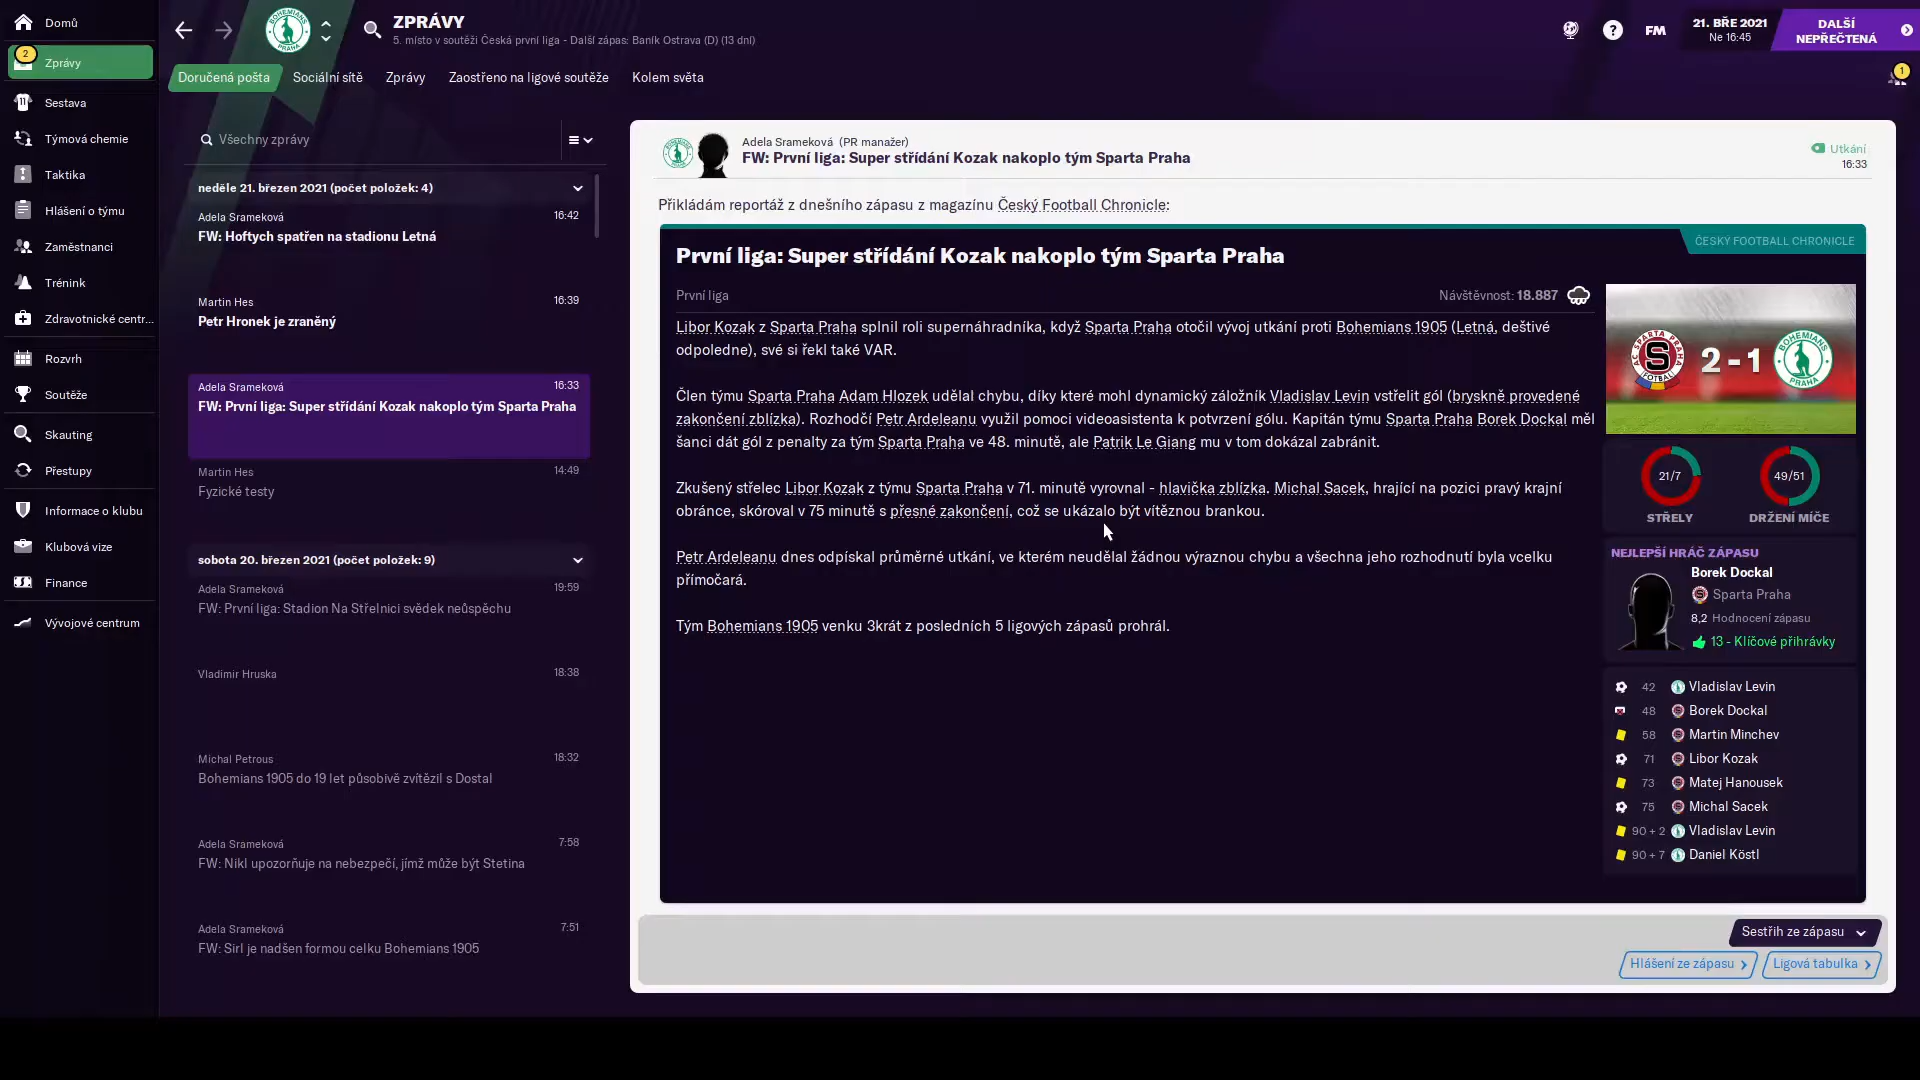 Domů
2
Zprávy
Sestava
Týmová chemie
Taktika
Hlášení o týmu
Zaměstnanci
Trénink
Zdravotnické centr...
Rozvrh
Soutěže
Skauting
Přestupy
Informace o klubu
Klubová vize
Finance
Vývojové centrum
BOHEMIANS
PRAHA
ZPRÁVY
5. místo v soutěži Česká první liga - Další zápas: Baník Ostrava (D) (13 dní)
?
FM
21. BŘE 2021
Ne 16:45
DALŠÍ
NEPŘEČTENÁ
1
Doručená pošta
Sociální sítě
Zprávy
Zaostřeno na ligové soutěže
Kolem světa
Všechny zprávy
neděle 21. březen 2021 (počet položek: 4)
Adela Srameková 16:42
FW: Hoftych spatřen na stadionu Letná
Martin Hes 16:39
Petr Hronek je zraněný
Adela Srameková 16:33
FW: První liga: Super střídání Kozak nakoplo tým Sparta Praha
Martin Hes 14:49
Fyzické testy
sobota 20. březen 2021 (počet položek: 9)
Adela Srameková 19:59
FW: První liga: Stadion Na Střelnici svědek neůspěchu
Vladimir Hruska 18:38
Michal Petrous 18:32
Bohemians 1905 do 19 let působivě zvítězil s Dostal
Adela Srameková 7:58
FW: Nikl upozorňuje na nebezpečí, jímž může být Stetina
Adela Srameková 7:51
FW: Sirl je nadšen formou celku Bohemians 1905
Adela Srameková (PR manažer)
FW: První liga: Super střídání Kozak nakoplo tým Sparta Praha
Utkání
16:33
Přikládám reportáž z dnešního zápasu z magazínu Český Football Chronicle:
ČESKÝ FOOTBALL CHRONICLE
První liga: Super střídání Kozak nakoplo tým Sparta Praha
První liga
Návštěvnost: 18.887
Libor Kozak z Sparta Praha splnil roli supernáhradníka, když Sparta Praha otočil vývoj utkání proti Bohemians 1905 (Letná, deštivé
odpoledne), své si řekl také VAR.
Člen týmu Sparta Praha Adam Hlozek udělal chybu, díky které mohl dynamický záložník Vladislav Levin vstřelit gól (bryskně provedené
zakončení zblízka). Rozhodčí Petr Ardeleanu využil pomoci videoasistenta k potvrzení gólu. Kapitán týmu Sparta Praha Borek Dockal měl
šanci dát gól z penalty za tým Sparta Praha ve 48. minutě, ale Patrik Le Giang mu v tom dokázal zabránit.
Zkušený střelec Libor Kozak z týmu Sparta Praha v 71. minutě vyrovnal - hlavička zblízka. Michal Sacek, hrající na pozici pravý krajní
obránce, skóroval v 75 minutě s přesné zakončení, což se ukázalo být vítěznou brankou.
Petr Ardeleanu dnes odpískal průměrné utkání, ve kterém neudělal žádnou výraznou chybu a všechna jeho rozhodnutí byla vcelku
přímočará.
Tým Bohemians 1905 venku 3krát z posledních 5 ligových zápasů prohrál.
2 - 1
21/7
49/51
STŘELY
DRŽENÍ MÍČE
NEJLEPŠÍ HRÁČ ZÁPASU
Borek Dockal
Sparta Praha
8,2 Hodnocení zápasu
13 - Klíčové přihrávky
42 Vladislav Levin
48 Borek Dockal
58 Martin Minchev
71 Libor Kozak
73 Matej Hanousek
75 Michal Sacek
90 + 2 Vladislav Levin
90 + 7 Daniel Köstl
Sestřih ze zápasu
Hlášení ze zápasu
Ligová tabulka